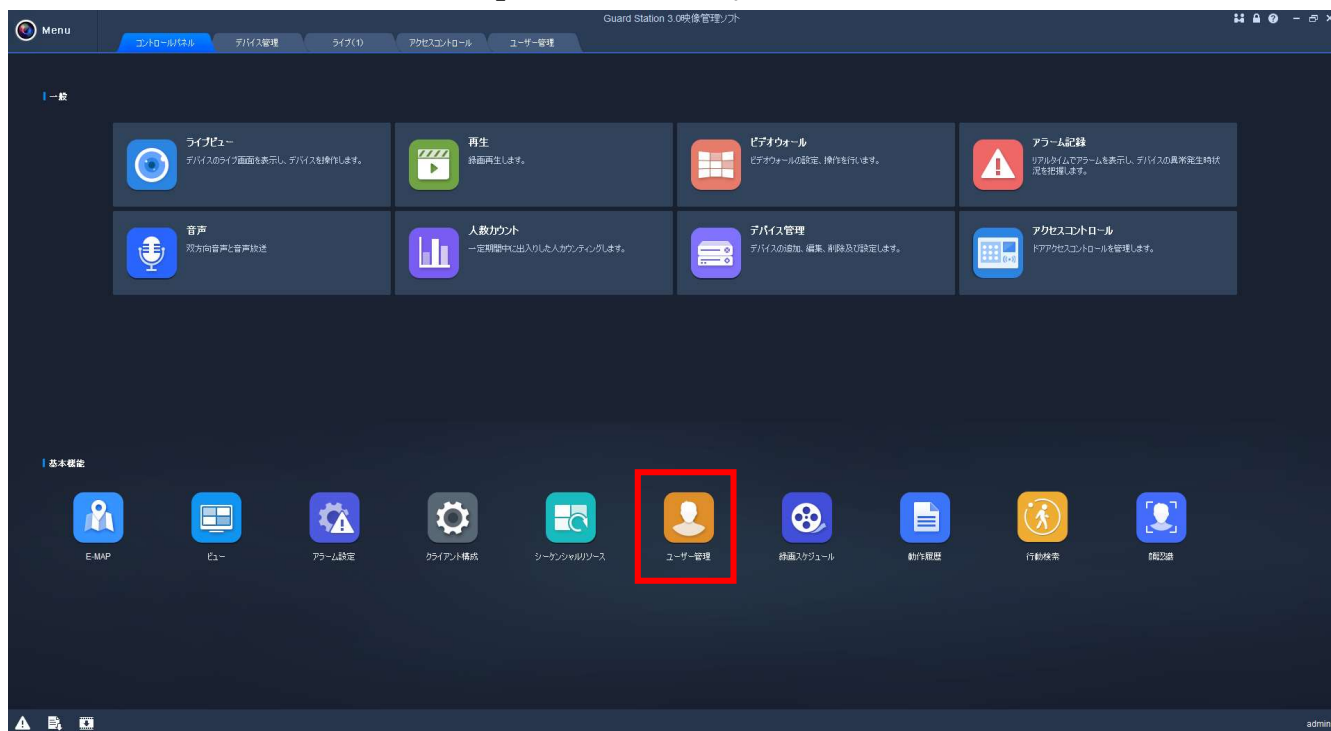 Guard Station 3.0映像管理ソフト
Menu
コントロールパネル
デバイス管理
ライブ(1)
アクセスコントロール
ユーザー管理
一般
ライブビュー
デバイスのライブ画面を表示し、デバイスを操作します。
再生
録画再生します。
ビデオウォール
ビデオウォールの設定、操作を行います。
アラーム記録
リアルタイムでアラームを表示し、デバイスの異常発生時状
況を把握します。
音声
双方向音声と音声放送
人数カウント
一定期間中に出入りした人カウンティングします。
デバイス管理
デバイスの追加、編集、削除及び設定します。
アクセスコントロール
ドアアクセスコントロールを管理します。
基本機能
E-MAP
ビュー
アラーム設定
クライアント構成
シーケンシャルリソース
ユーザー管理
録画スケジュール
動作履歴
行動検索
admin